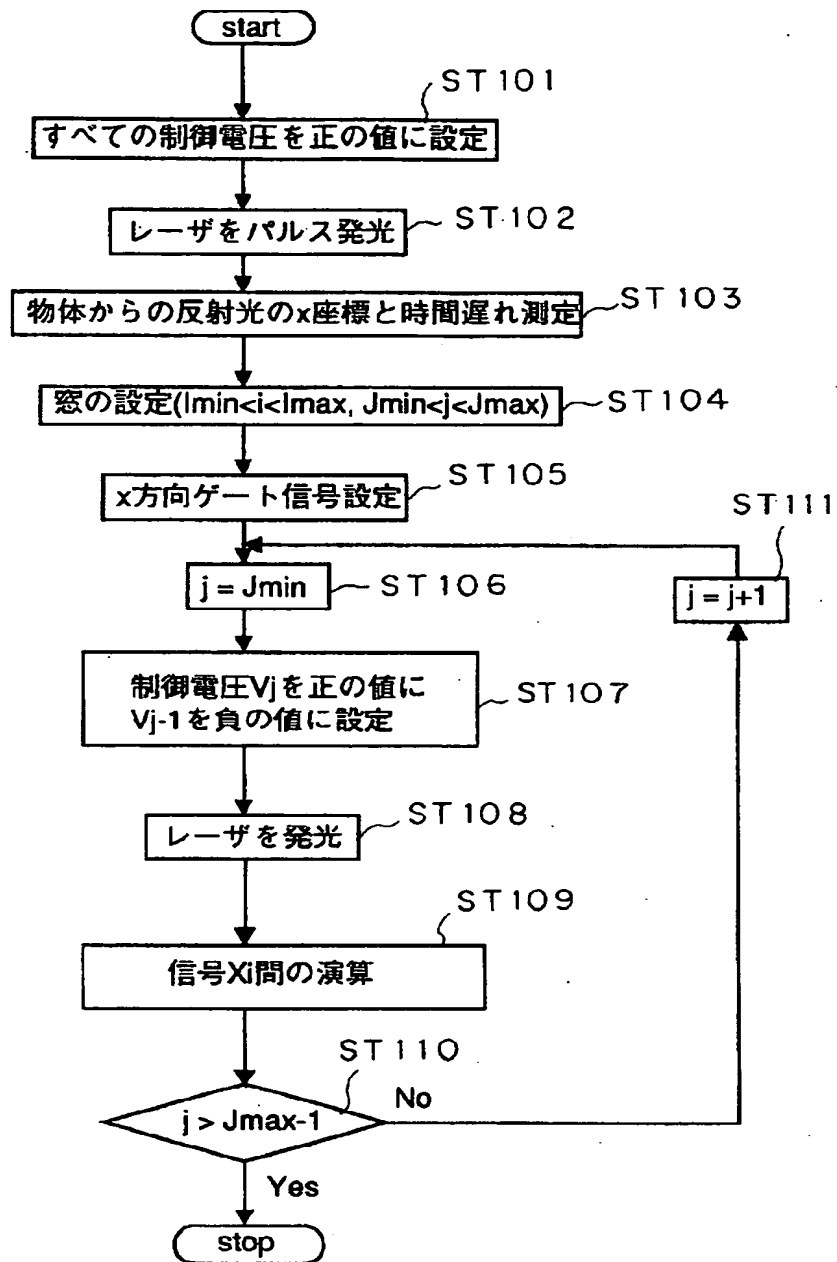 start
ST101
すべての制御電圧を正の値に設定
レーザをパルス発光
ST102
物体からの反射光のx座標と時間遅れ測定
ST103
窓の設定(Imin<i<Imax, Jmin<j<Jmax)
ST104
x方向ゲート信号設定
ST105
ST111
j = Jmin
ST106
j = j+1
制御電圧Vjを正の値に
Vj-1を負の値に設定
ST107
レーザを発光
ST108
ST109
信号Xi間の演算
ST110
j > Jmax-1
No
Yes
stop